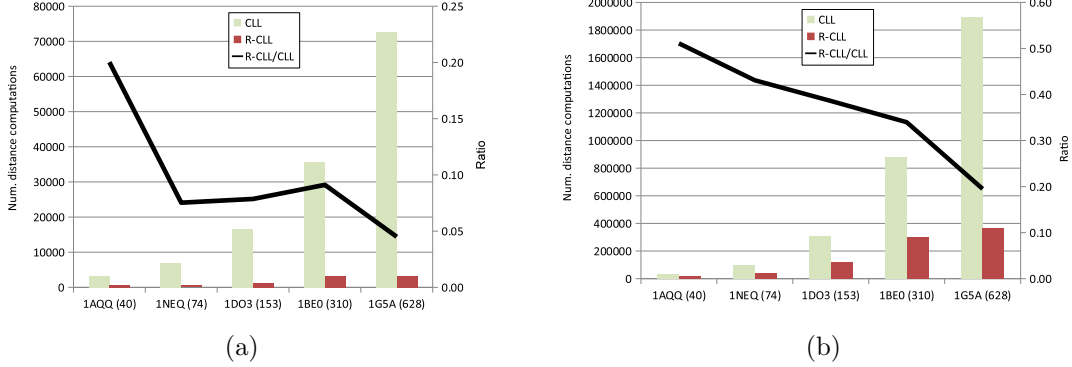 80000
70000
60000
50000
40000
30000
20000
10000
0
Num. distance computations
CLL
R-CLL
R-CLL/CLL
0.25
0.20
0.15
0.10
0.05
0.00
Ratio
1AQQ (40)
1NEQ (74)
1DO3 (153)
1BE0 (310)
1G5A (628)
(a)
2000000
1800000
1600000
1400000
1200000
1000000
800000
600000
400000
200000
0
Num. distance computations
CLL
R-CLL
R-CLL/CLL
0.60
0.50
0.40
0.30
0.20
0.10
0.00
Ratio
1AQQ (40)
1NEQ (74)
1DO3 (153)
1BE0 (310)
1G5A (628)
(b)